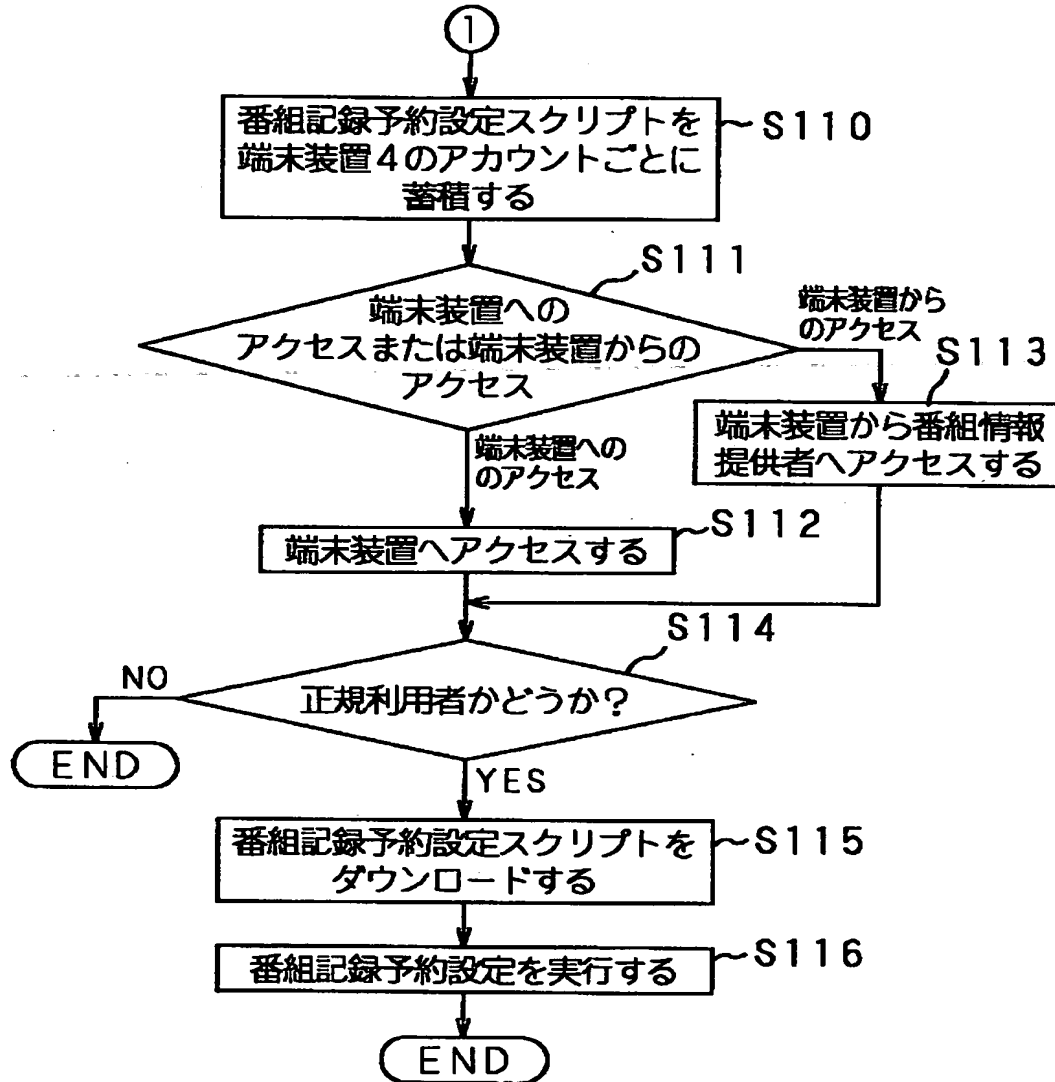 1
番組記録予約設定スクリプトを
端末装置4のアカウントごとに
蓄積する
S110
S111
端末装置への
アクセスまたは端末装置からの
アクセス
端末装置から
のアクセス
S113
端末装置から番組情報
提供者へアクセスする
端末装置への
のアクセス
S112
端末装置へアクセスする
S114
正規利用者かどうか?
NO
END
YES
番組記録予約設定スクリプトを
ダウンロードする
S115
番組記録予約設定を実行する
S116
END